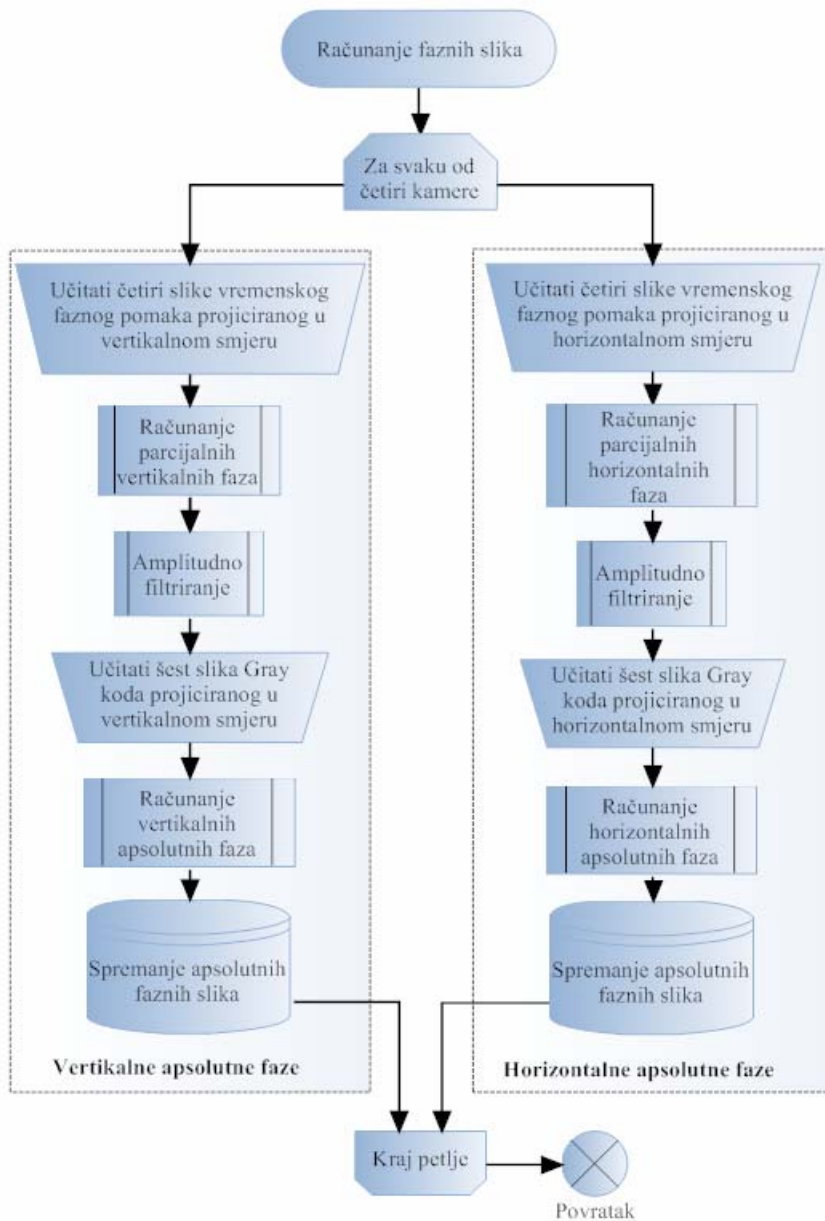 Računanje faznih slika
Za svaku od
četiri kamere
Učitati četiri slike vremenskog
faznog pomaka projiciranog u
vertikalnom smjeru
Računanje
parcijalnih
vertikalnih faza
Amplitudno
filtriranje
Učitati šest slika Gray
koda projiciranog u
vertikalnom smjeru
Računanje
vertikalnih
apsolutnih faza
Spremanje apsolutnih
faznih slika
Vertikalne apsolutne faze
Učitati četiri slike vremenskog
faznog pomaka projiciranog u
horizontalnom smjeru
Računanje
parcijalnih
horizontalnih
faza
Amplitudno
filtriranje
Učitati šest slika Gray
koda projiciranog u
horizontalnom smjeru
Računanje
horizontalnih
apsolutnih faza
Spremanje apsolutnih
faznih slika
Horizontalne apsolutne faze
Kraj petlje
Povratak